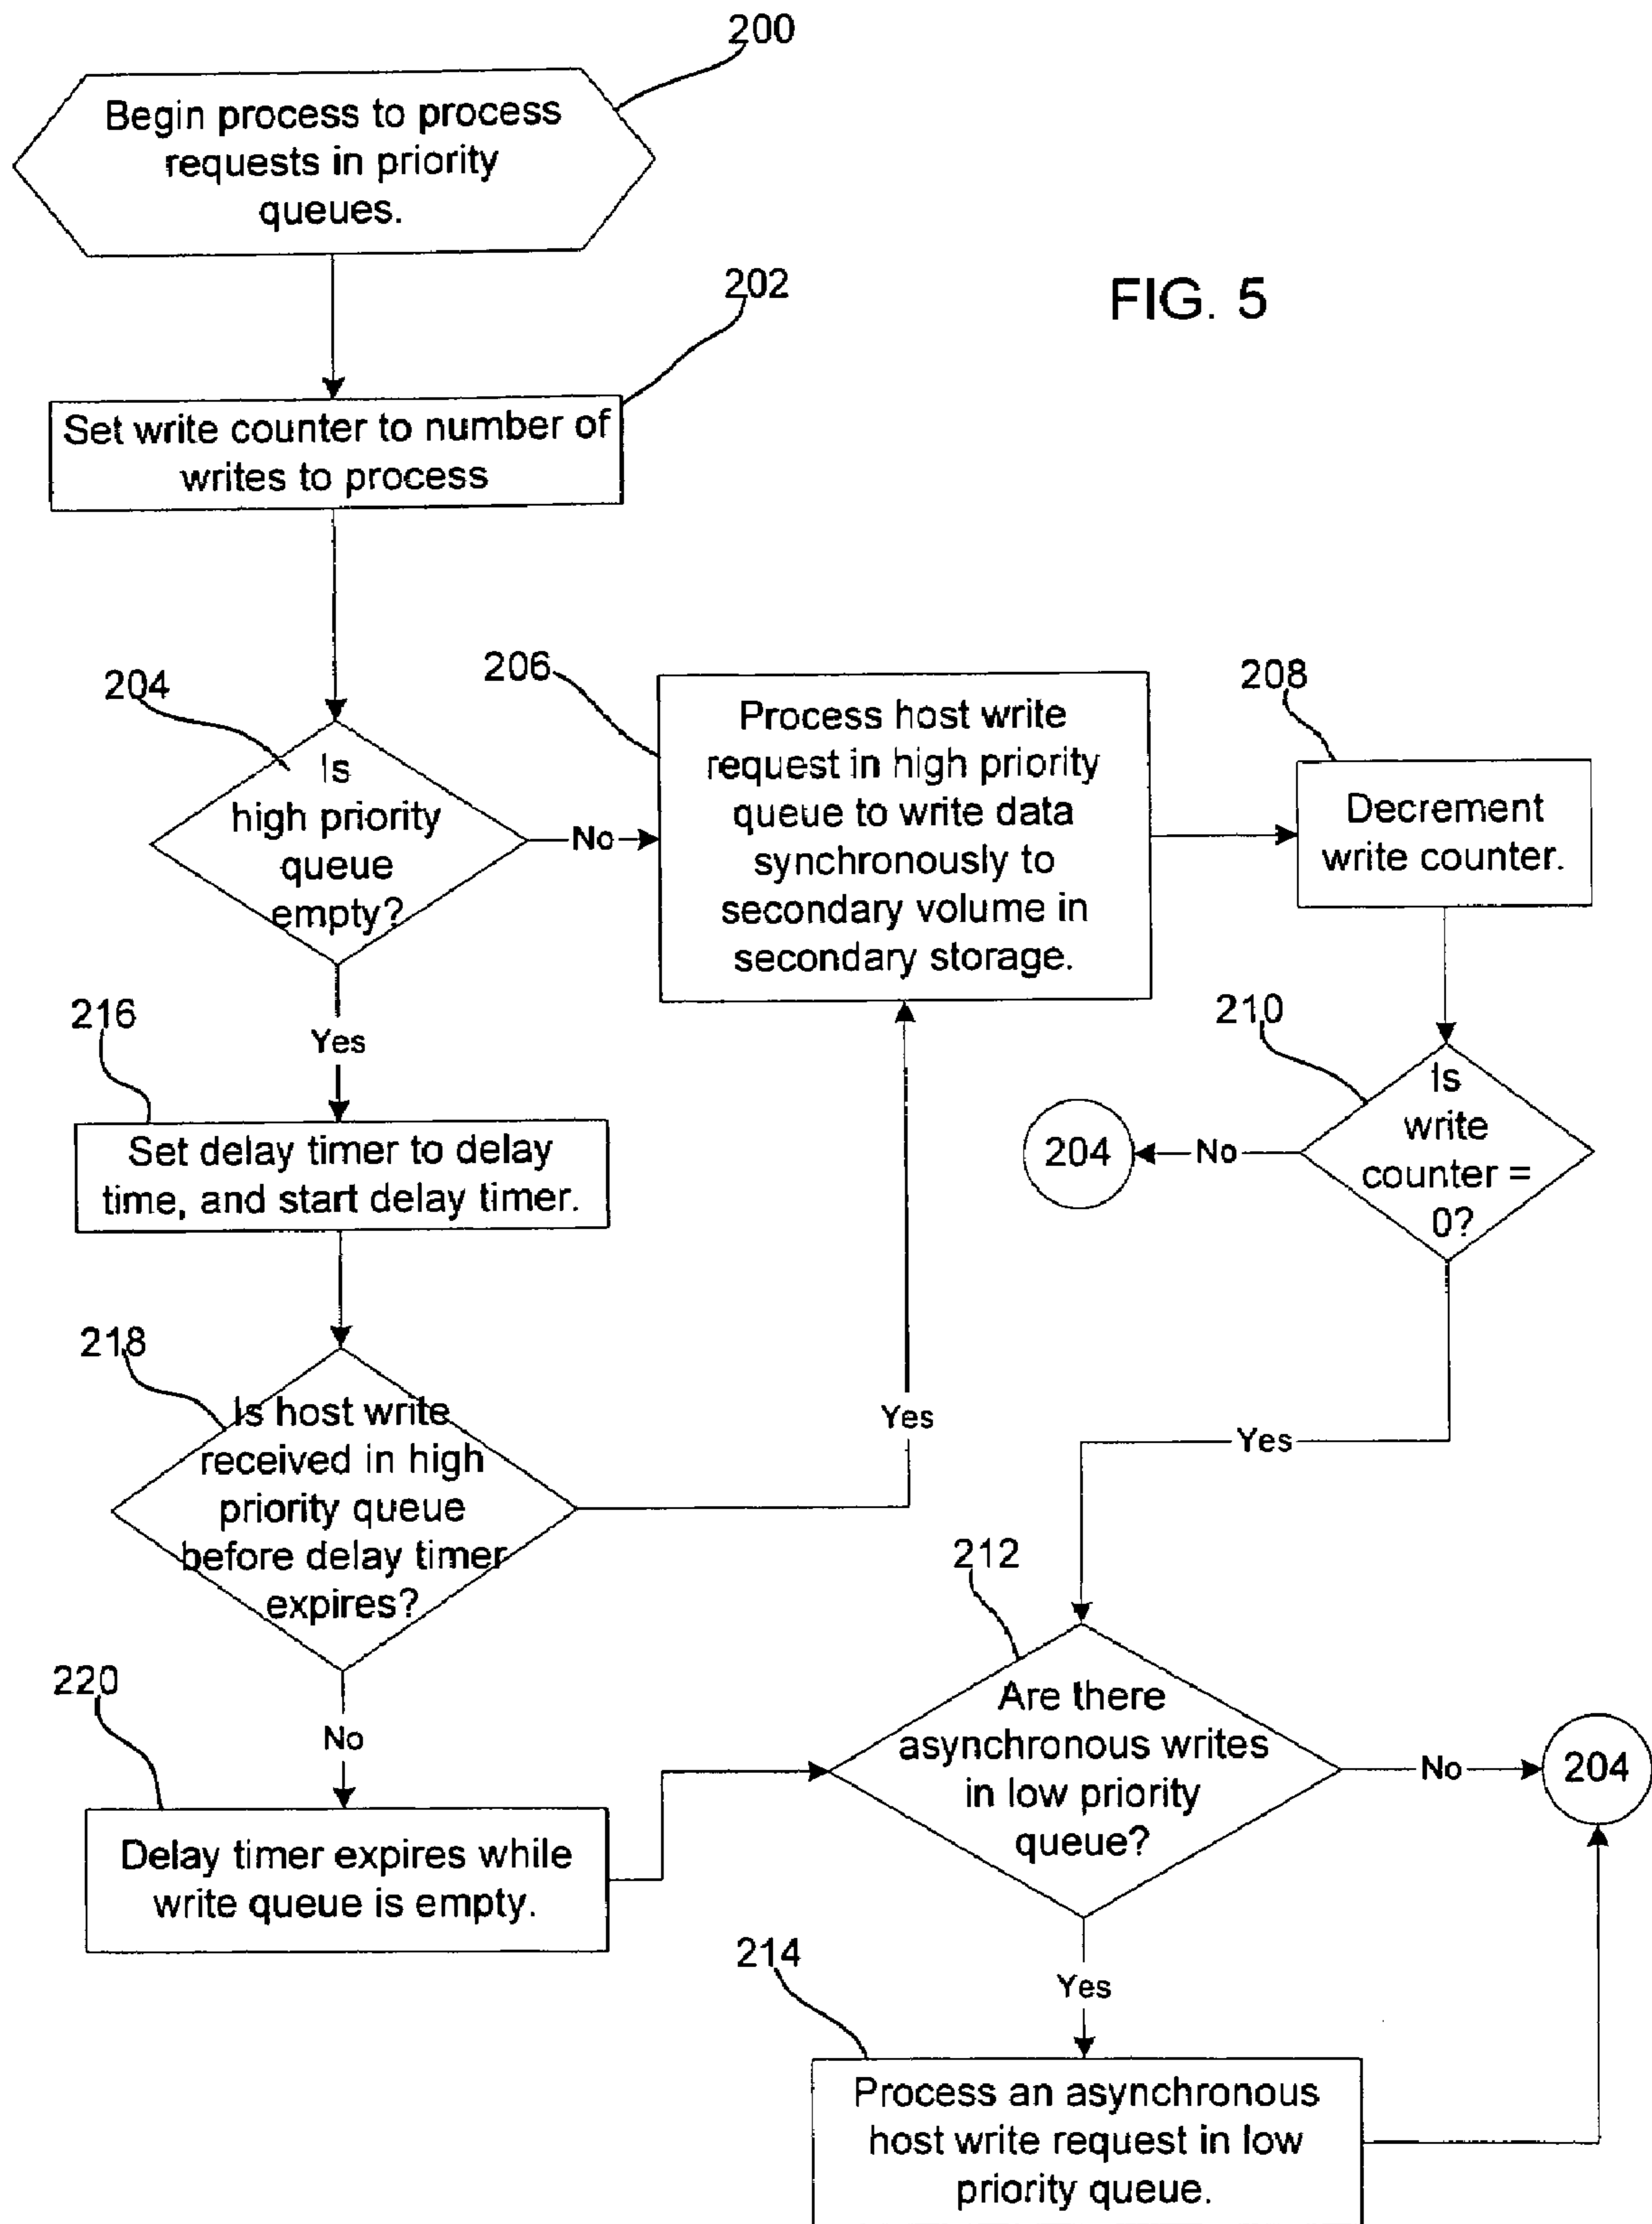 200
Begin process to process
requests in priority
queues.
FIG. 5
202
Set write counter to number of
writes to process
204
Is
high priority
queue
empty?
No
206
Process host write
request in high priority
queue to write data
synchronously to
secondary volume in
secondary storage.
208
Decrement
write counter.
Yes
216
Set delay timer to delay
time, and start delay timer.
210
Is
write
counter =
0?
No
204
Yes
218
Is host write
received in high
priority queue
before delay timer
expires?
Yes
No
220
Delay timer expires while
write queue is empty.
212
Are there
asynchronous writes
in low priority
queue?
No
204
Yes
214
Process an asynchronous
host write request in low
priority queue.